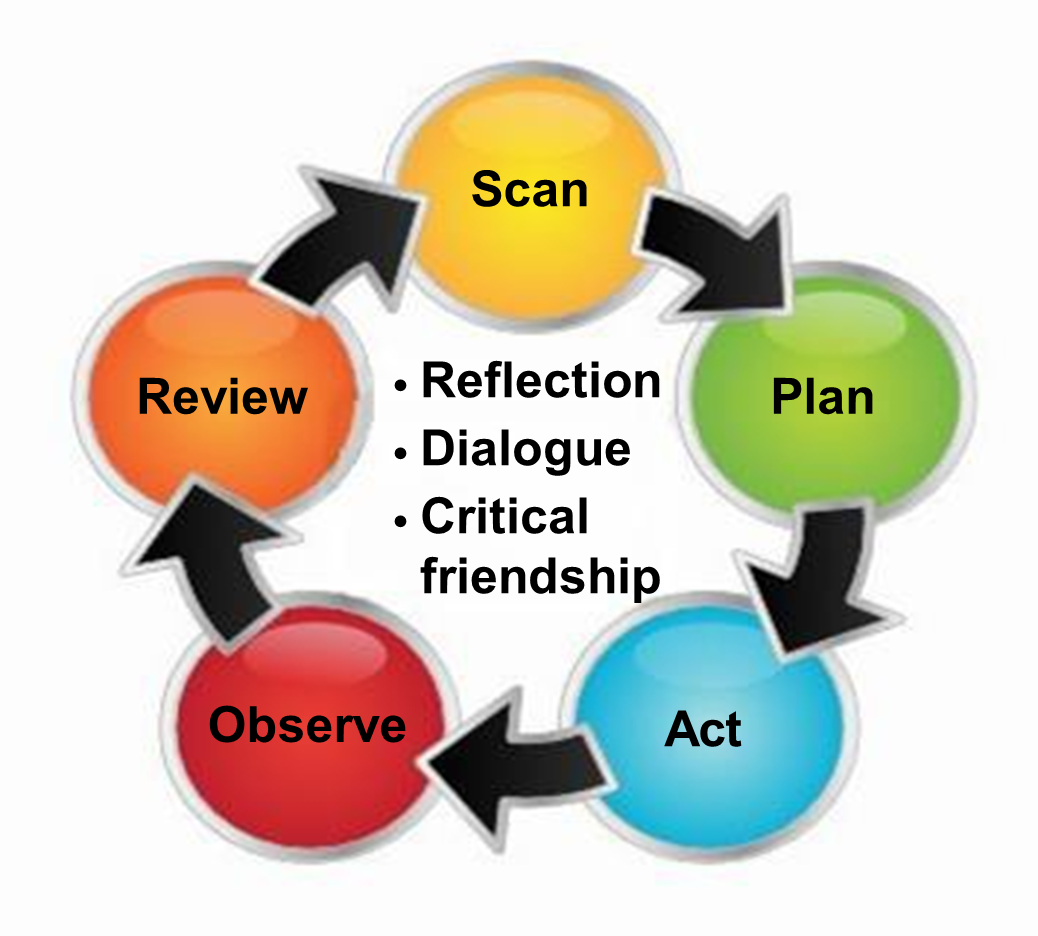 Scan
Plan
Act
Observe
Review
• Reflection
• Dialogue
• Critical
friendship